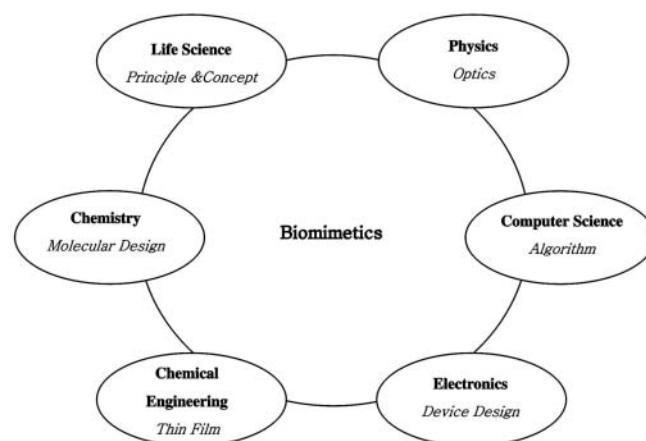 Life Science
Principle &Concept
Physics
Optics
Chemistry
Molecular Design
Biomimetics
Computer Science
Algorithm
Chemical
Engineering
Thin Film
Electronics
Device Design